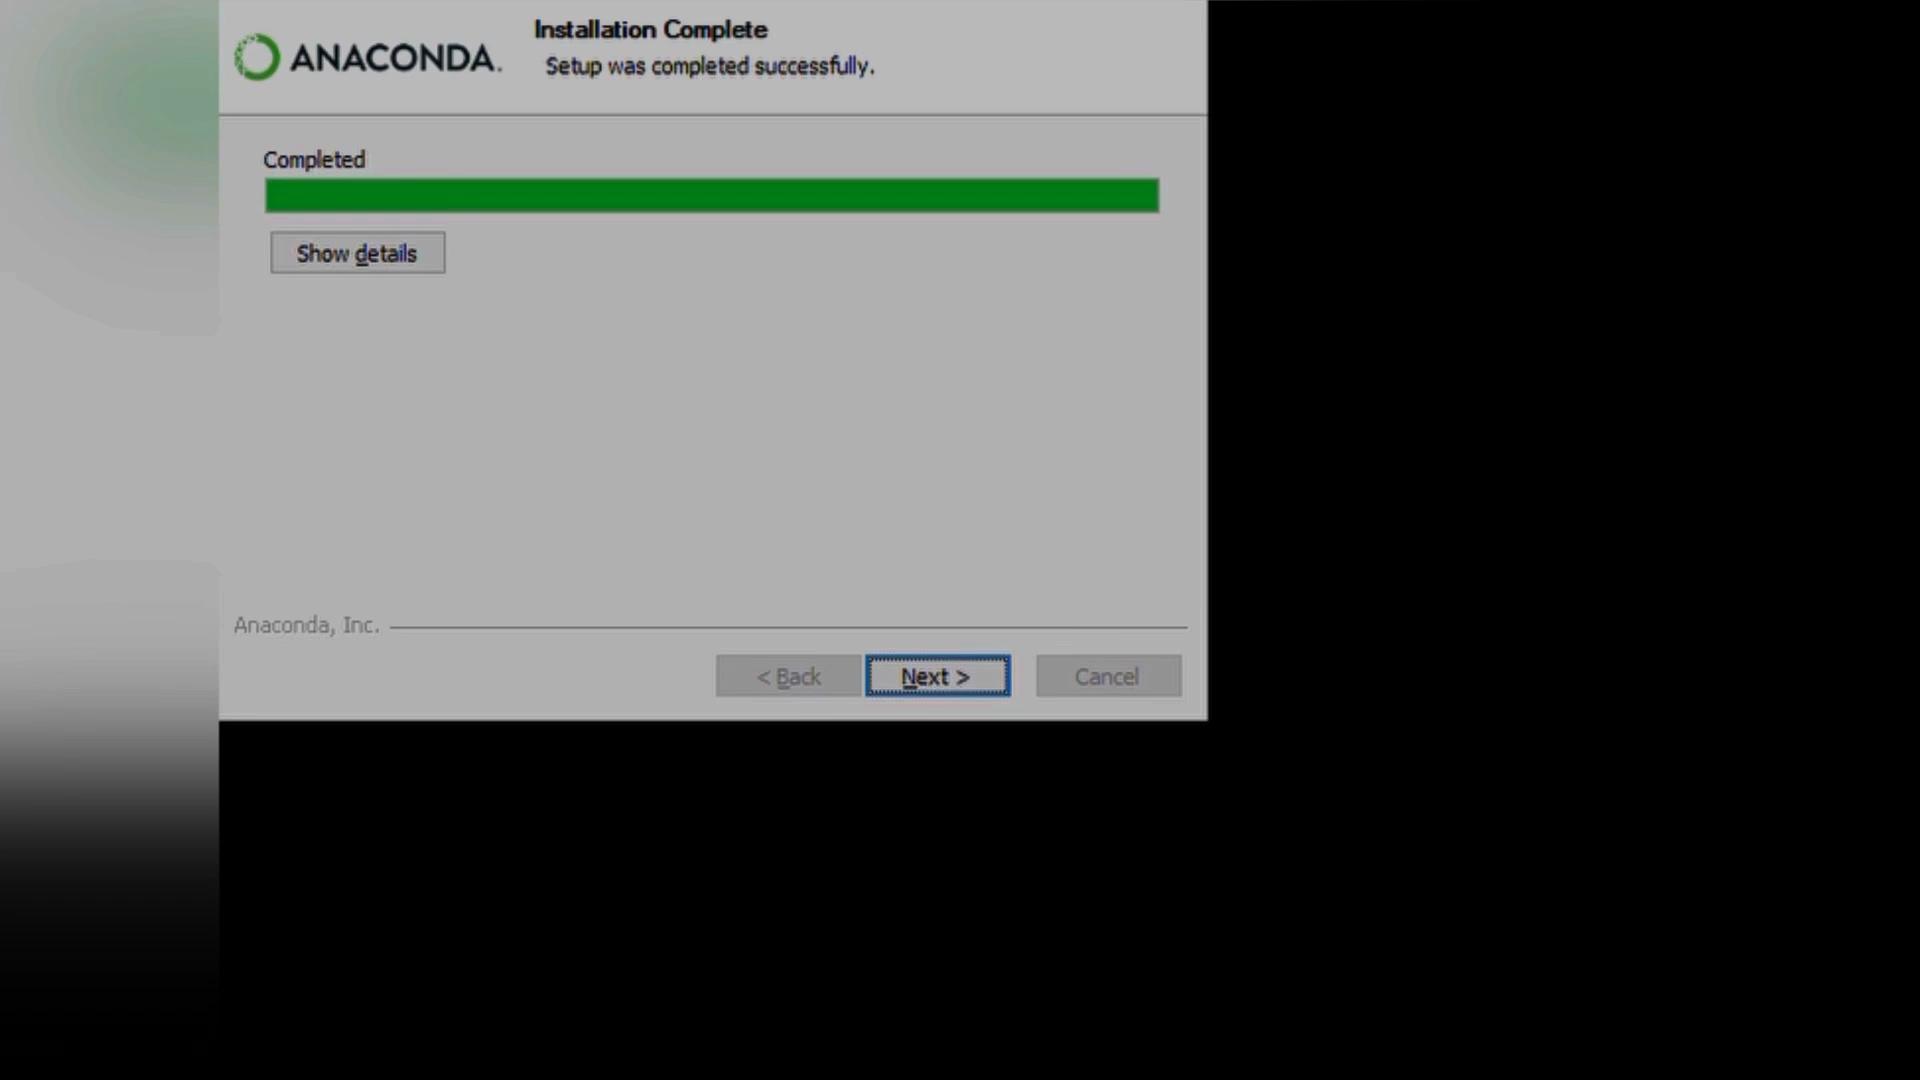 ANACONDA.
Installation Complete
Setup was completed successfully.
Completed
Show details
Anaconda, Inc.
< Back
Next >
Cancel